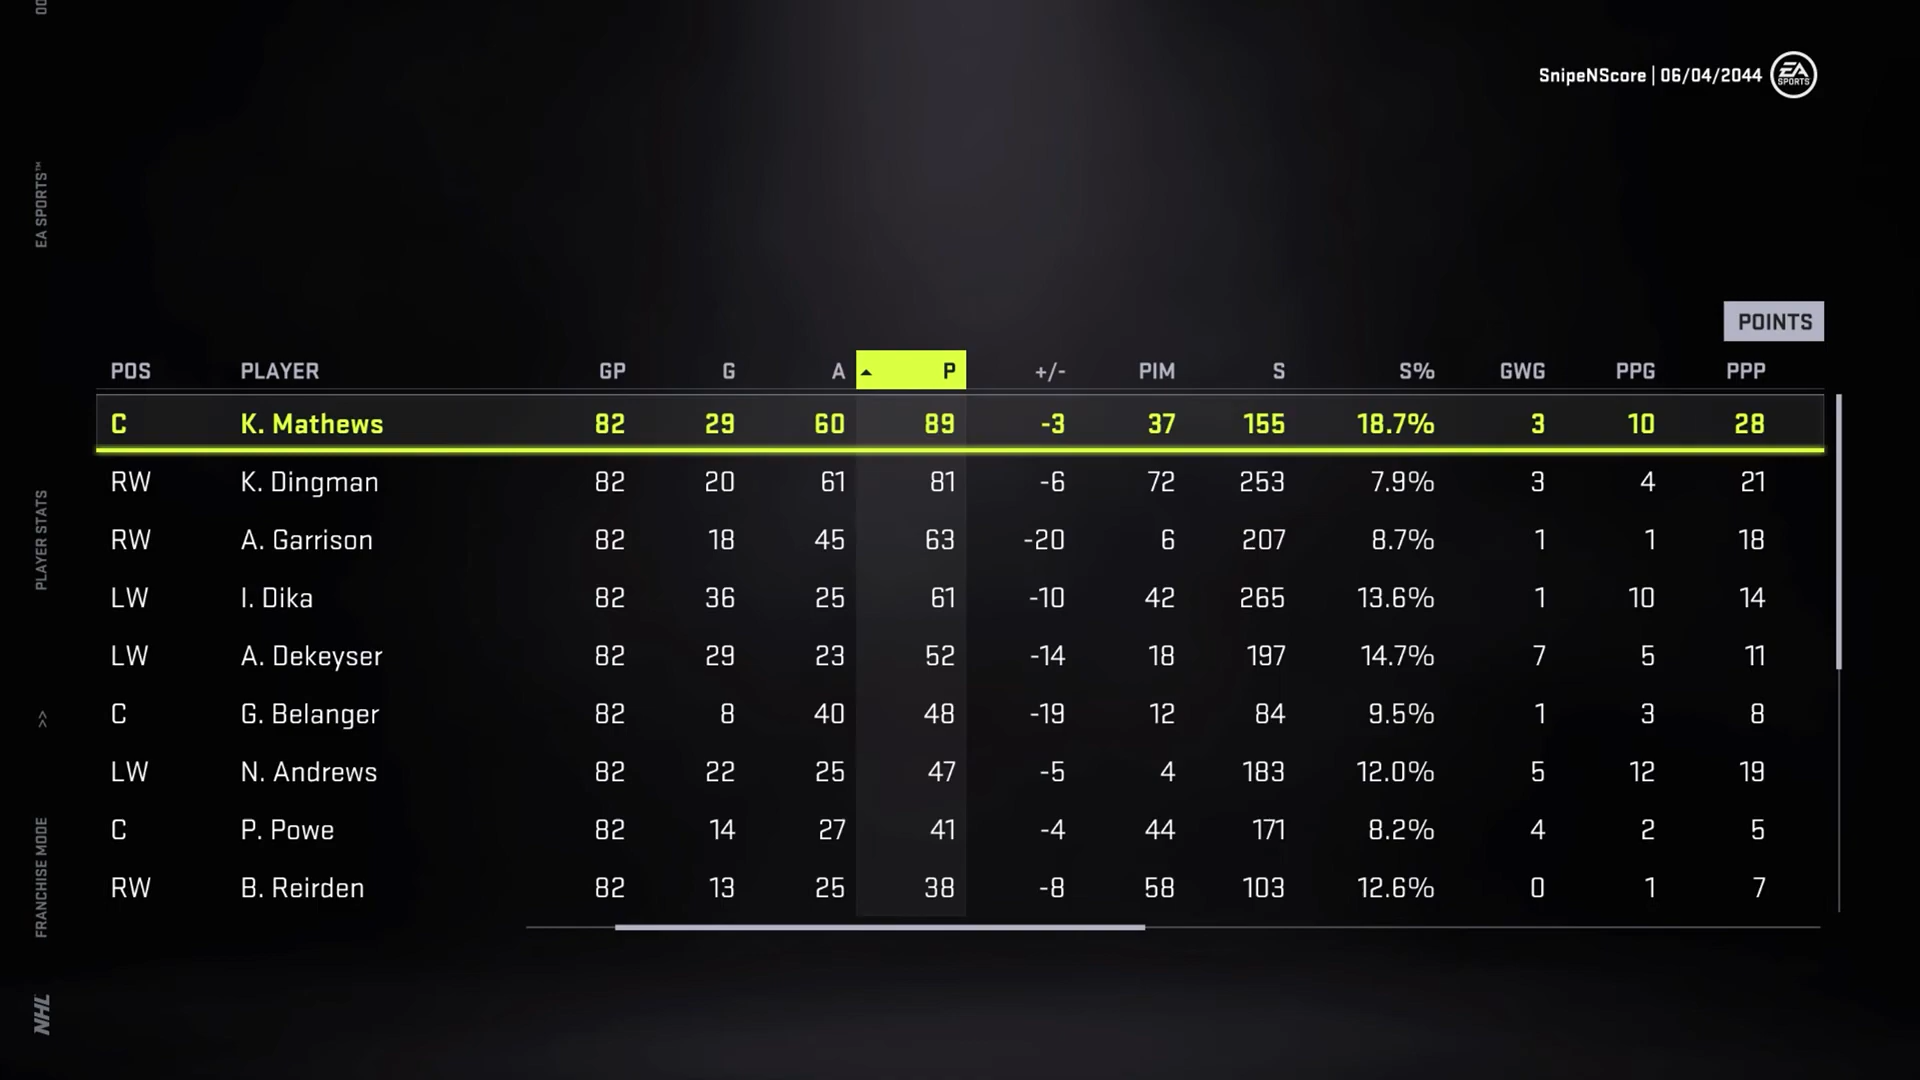 SnipeNScore | 06/04/2044 EA SPORTS
POINTS
POS PLAYER GP G A P +/- PIM S S% GWG PPG PPP
C K. Mathews 82 29 60 89 -3 37 155 18.7% 3 10 28
RW K. Dingman 82 20 61 81 -6 72 253 7.9% 3 4 21
RW A. Garrison 82 18 45 63 -20 6 207 8.7% 1 1 18
LW I. Dika 82 36 25 61 -10 42 265 13.6% 1 10 14
LW A. Dekeyser 82 29 23 52 -14 18 197 14.7% 7 5 11
C G. Belanger 82 8 40 48 -19 12 84 9.5% 1 3 8
LW N. Andrews 82 22 25 47 -5 4 183 12.0% 5 12 19
C P. Powe 82 14 27 41 -4 44 171 8.2% 4 2 5
RW B. Reirden 82 13 25 38 -8 58 103 12.6% 0 1 7
NHL FRANCHISE MODE >> PLAYER STATS EA SPORTS™